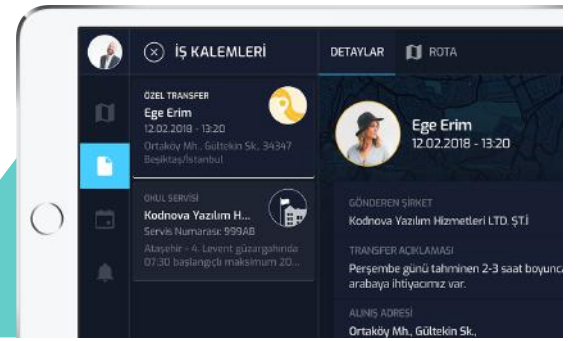 İŞ KALEMLERİ
ÖZEL TRANSFER
Ege Erim
12.02.2018 - 13:20
Ortaköy Mh., Gültekin Sk., 34347
Beşiktaş/İstanbul
OKUL SERVİSİ
Kodnova Yazılım H...
Servis Numarası: 999AB
Ataşehir - 4. Levent güzargahında
07:30 başlangıçlı maksimum 20...
DETAYLAR
ROTA
Ege Erim
12.02.2018 - 13:20
GÖNDEREN ŞİRKET
Kodnova Yazılım Hizmetleri LTD. ŞT.İ
TRANSFER AÇIKLAMASI
Perşembe günü tahminen 2-3 saat boyunca
arabaya ihtiyacımız var.
ALINIŞ ADRESİ
Ortaköy Mh., Gültekin Sk.,